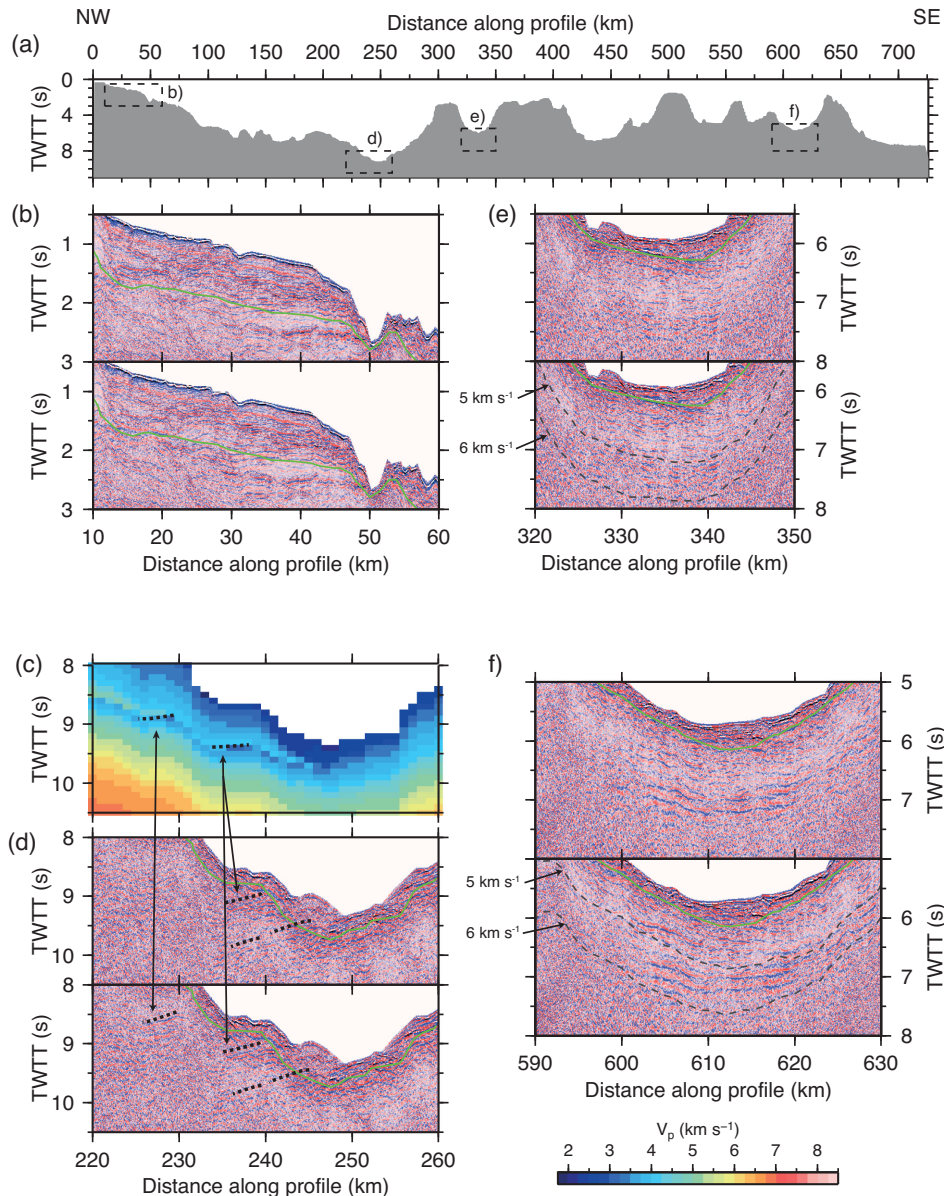 NW
Distance along profile (km)
SE
(a)
0 50 100 150 200 250 300 350 400 450 500 550 600 650 700
TWTT (s)
0
4
8
b)
d)
e)
f)
(b)
TWTT (s)
1
2
3
TWTT (s)
1
2
3
10 20 30 40 50 60
Distance along profile (km)
(e)
6
7
8
TWTT (s)
5 km s⁻¹
6 km s⁻¹
6
7
8
TWTT (s)
320 330 340 350
Distance along profile (km)
(c)
TWTT (s)
8
9
10
(d)
TWTT (s)
8
9
10
TWTT (s)
8
9
10
220 230 240 250 260
Distance along profile (km)
f)
5
6
7
TWTT (s)
5 km s⁻¹
6 km s⁻¹
6
7
8
TWTT (s)
590 600 610 620 630
Distance along profile (km)
Vp (km s⁻¹)
2 3 4 5 6 7 8